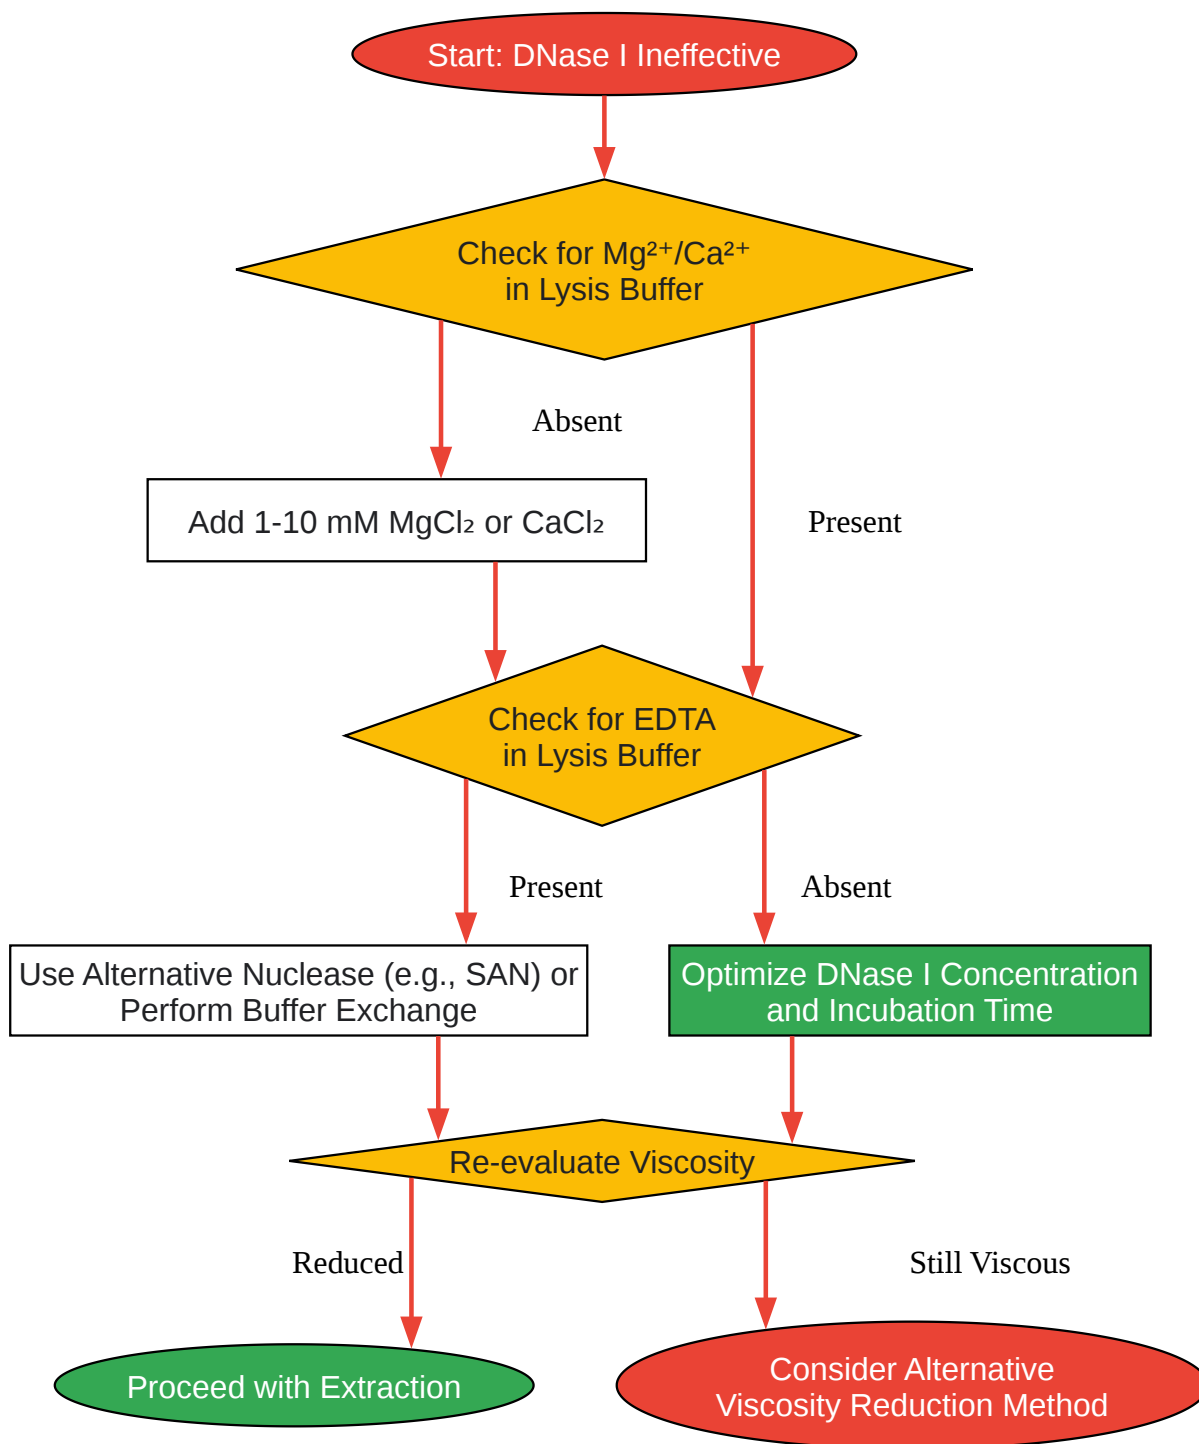 Start: DNase I Ineffective
Check for Mg²⁺/Ca²⁺
in Lysis Buffer
Absent
Add 1-10 mM MgCl₂ or CaCl₂
Present
Check for EDTA
in Lysis Buffer
Present
Absent
Use Alternative Nuclease (e.g., SAN) or
Perform Buffer Exchange
Optimize DNase I Concentration
and Incubation Time
Re-evaluate Viscosity
Reduced
Still Viscous
Proceed with Extraction
Consider Alternative
Viscosity Reduction Method